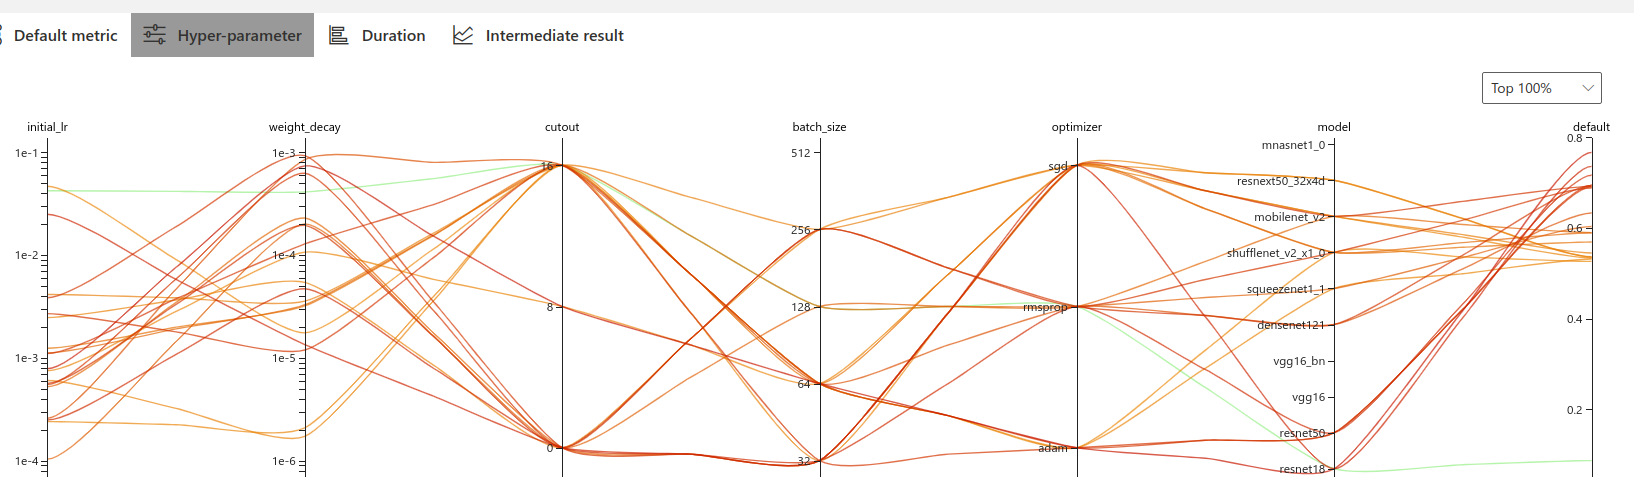 Default metric Hyper-parameter Duration Intermediate result
Top 100%
initial_lr weight_decay cutout batch_size optimizer model default
1e-1
1e-2
1e-3
1e-4
1e-3
1e-4
1e-5
1e-6
16
8
0
512
256
128
64
32
sgd
rmsprop
adam
mnasnet1_0
resnext50_32x4d
mobilenet_v2
shufflenet_v2_x1_0
squeezenet1_1
densenet121
vgg16_bn
vgg16
resnet50
resnet18
0.8
0.6
0.4
0.2